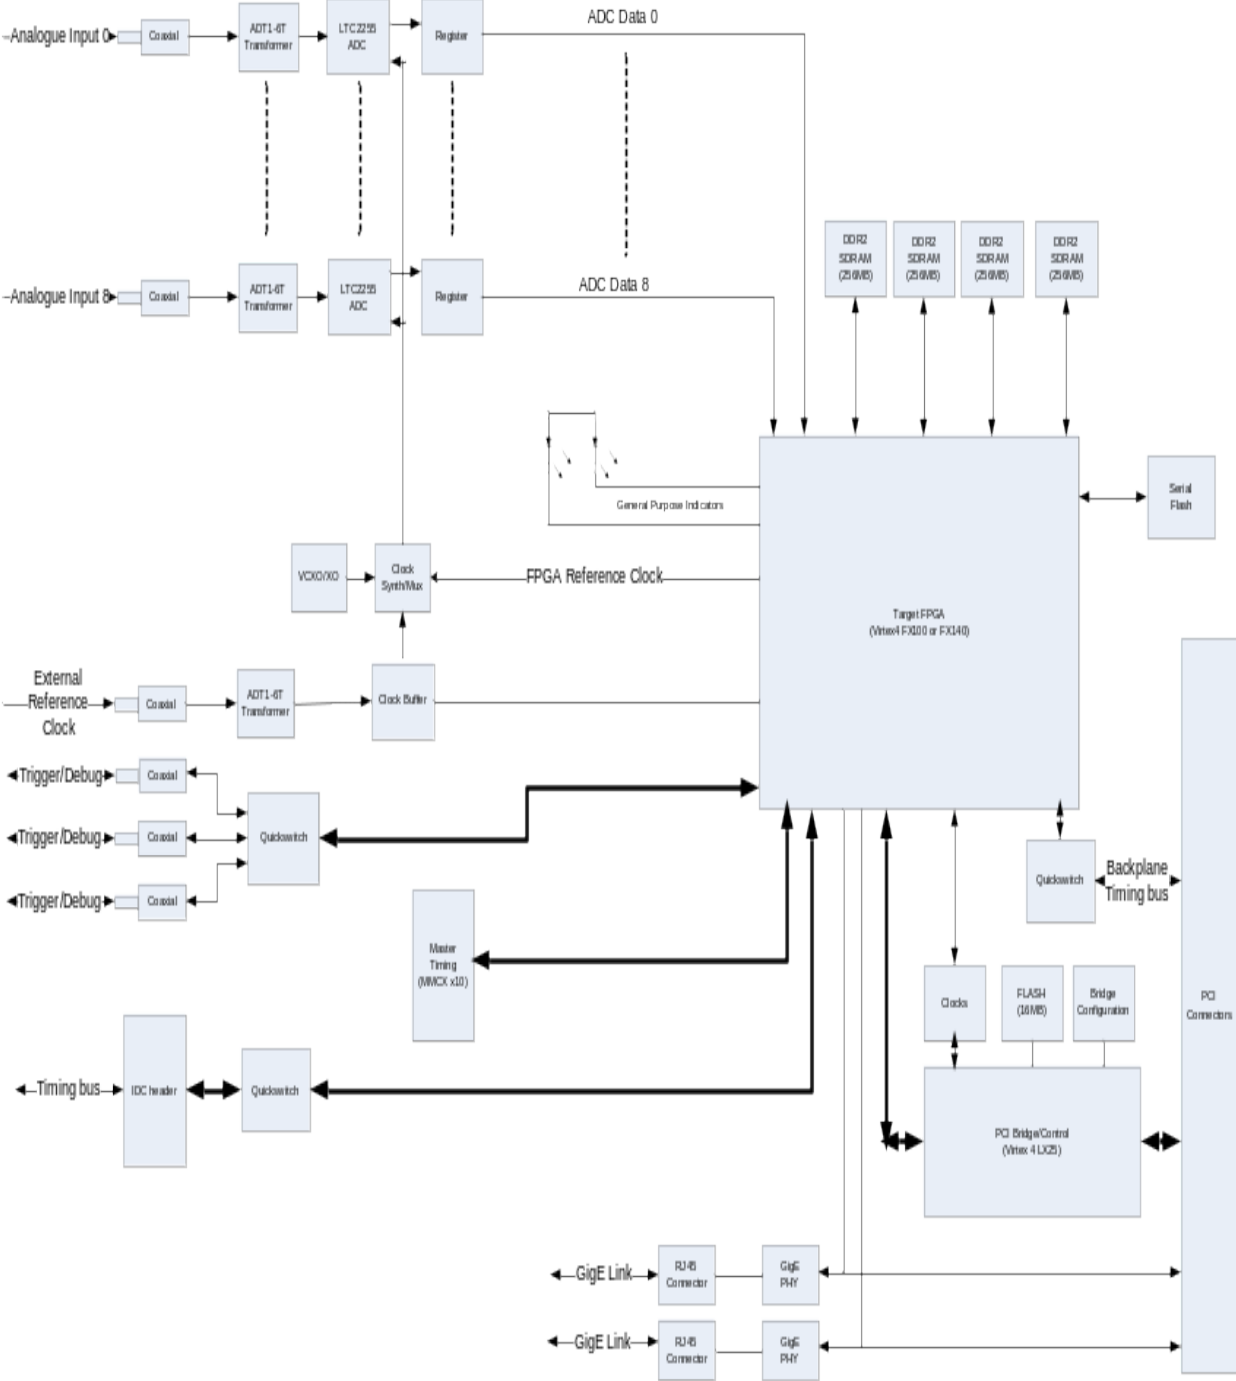 ADC Data 0
Analogue Input 0
Coaxial
ADT1-6T
Transformer
LTC2255
ADC
Register
Analogue Input 8
Coaxial
ADT1-6T
Transformer
LTC2255
ADC
Register
ADC Data 8
DDR2
SDRAM
(256MB)
DDR2
SDRAM
(256MB)
DDR2
SDRAM
(256MB)
DDR2
SDRAM
(256MB)
General Purpose Indicators
Serial
Flash
VCXO/XO
Clock
Synth/Mux
FPGA Reference Clock
Target FPGA
(Virtex4 FX100 or FX140)
External
Reference
Clock
Coaxial
ADT1-6T
Transformer
Clock Buffer
Trigger/Debug
Coaxial
Trigger/Debug
Coaxial
Trigger/Debug
Coaxial
Quickswitch
Quickswitch
Backplane
Timing bus
Master
Timing
(MMCX x10)
Clocks
FLASH
(16MB)
Bridge
Configuration
PCI
Connectors
Timing bus
IDC header
Quickswitch
PCI Bridge/Control
(Virtex 4 LX25)
GigE Link
RJ45
Connector
GigE
PHY
GigE Link
RJ45
Connector
GigE
PHY